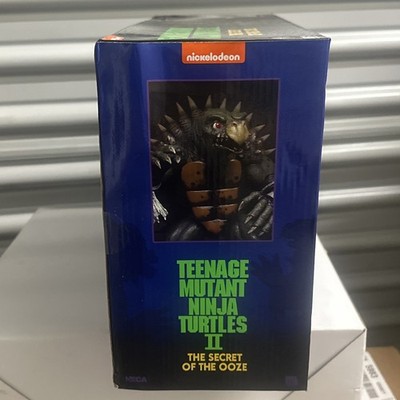 nickelodeon
TEENAGE
MUTANT
NINJA
TURTLES
II
THE SECRET
OF THE OOZE
NECA